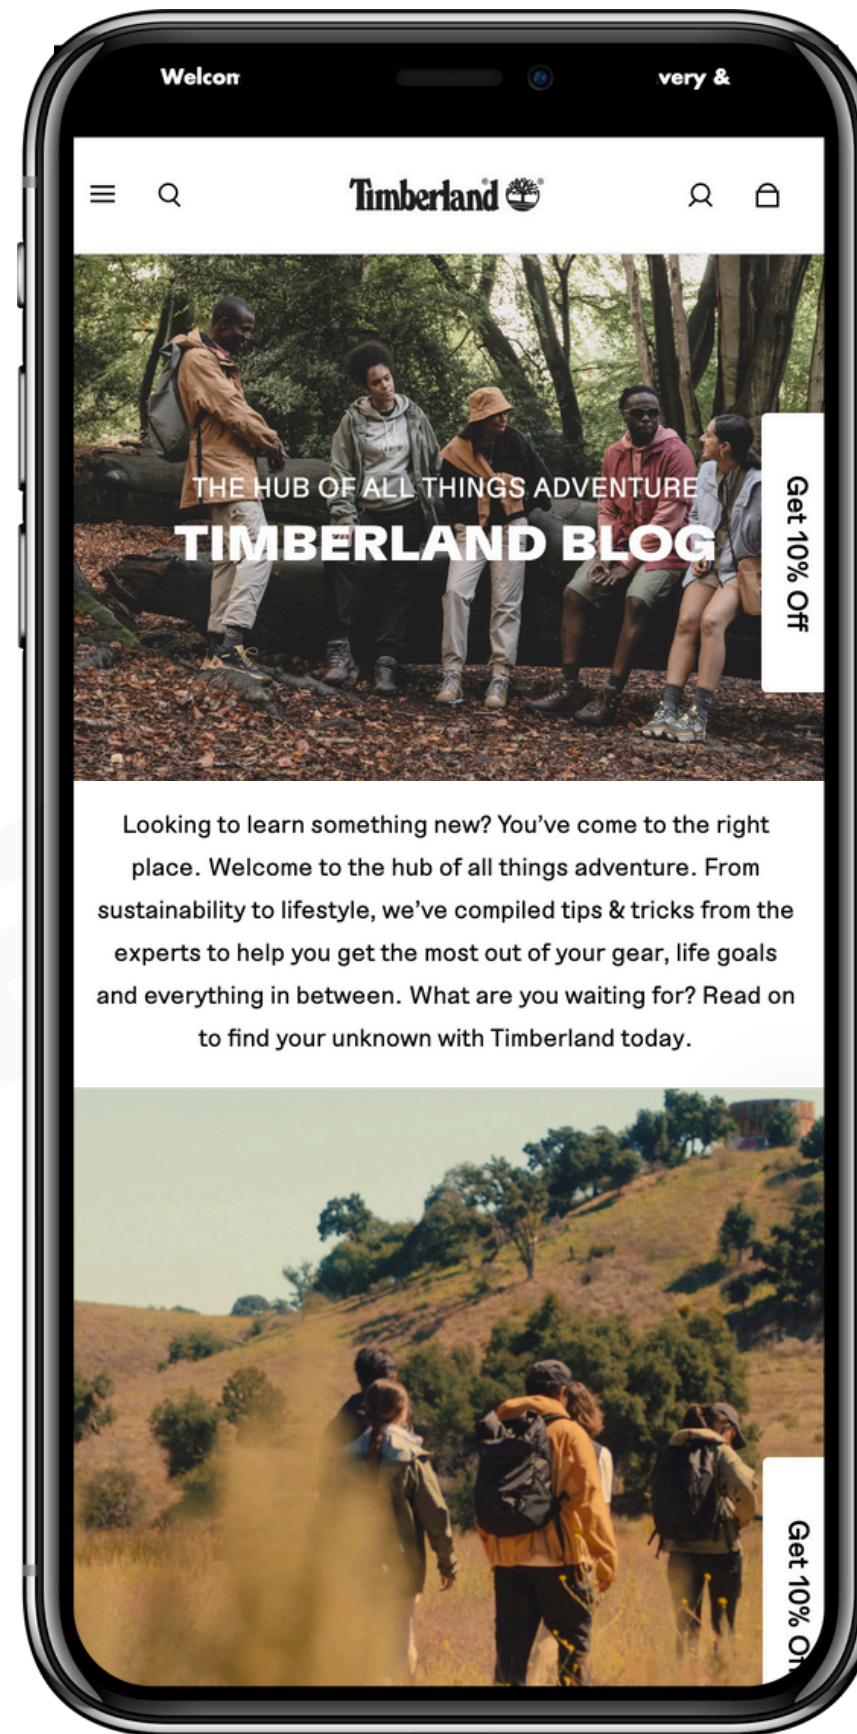 very &
Timberland
THE HUB OF ALL THINGS ADVENTURE
TIMBERLAND BLOG
Get 10% Off
Looking to learn something new? You’ve come to the right
place. Welcome to the hub of all things adventure. From
sustainability to lifestyle, we’ve compiled tips & tricks from the
experts to help you get the most out of your gear, life goals
and everything in between. What are you waiting for? Read on
to find your unknown with Timberland today.
Get 10%